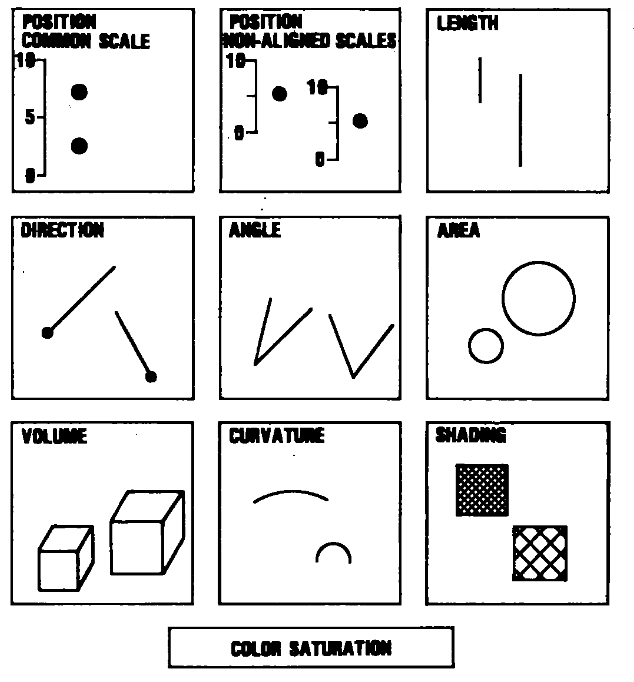 POSITION
COMMON SCALE
10
5
0
POSITION
NON-ALIGNED SCALES
10
0
10
0
LENGTH
DIRECTION
ANGLE
AREA
VOLUME
CURVATURE
SHADING
COLOR SATURATION